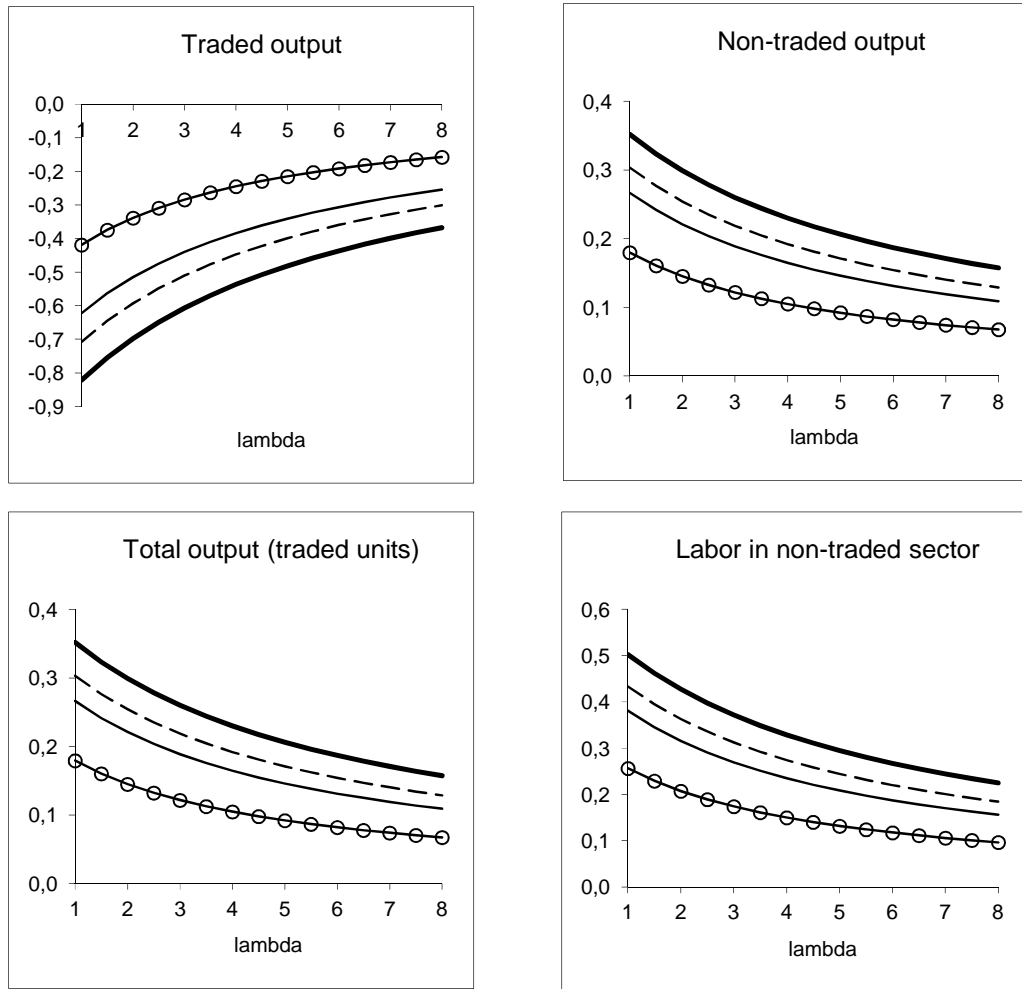 Traded output
0,0
1 2 3 4 5 6 7 8
-0,1
-0,2
-0,3
-0,4
-0,5
-0,6
-0,7
-0,8
-0,9
lambda
Non-traded output
0,4
0,3
0,2
0,1
0,0
1 2 3 4 5 6 7 8
lambda
Total output (traded units)
0,4
0,3
0,2
0,1
0,0
1 2 3 4 5 6 7 8
lambda
Labor in non-traded sector
0,6
0,5
0,4
0,3
0,2
0,1
0,0
1 2 3 4 5 6 7 8
lambda